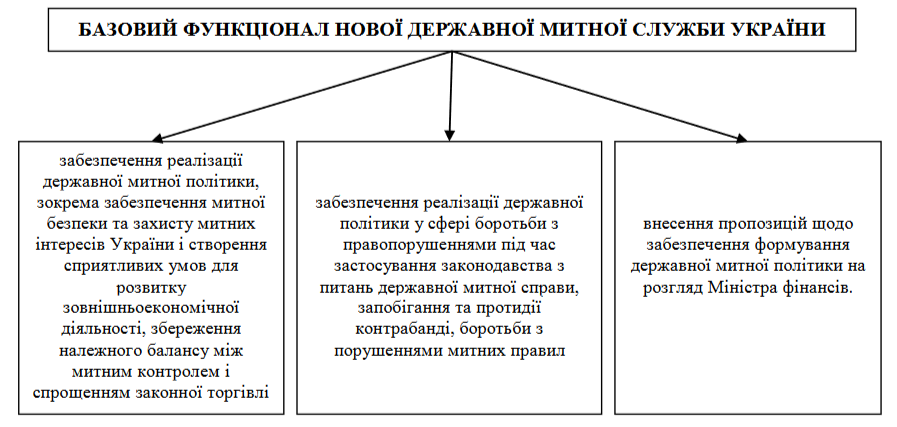 БАЗОВИЙ ФУНКЦІОНАЛ НОВОЇ ДЕРЖАВНОЇ МИТНОЇ СЛУЖБИ УКРАЇНИ
забезпечення реалізації
державної митної політики,
зокрема забезпечення митної
безпеки та захисту митних
інтересів України і створення
сприятливих умов для
розвитку
зовнішньоекономічної
діяльності, збереження
належного балансу між
митним контролем і
спрощенням законної торгівлі
забезпечення реалізації державної
політики у сфері боротьби з
правопорушеннями під час
застосування законодавства з
питань державної митної справи,
запобігання та протидії
контрабанді, боротьби з
порушеннями митних правил
внесення пропозицій щодо
забезпечення формування
державної митної політики на
розгляд Міністра фінансів.